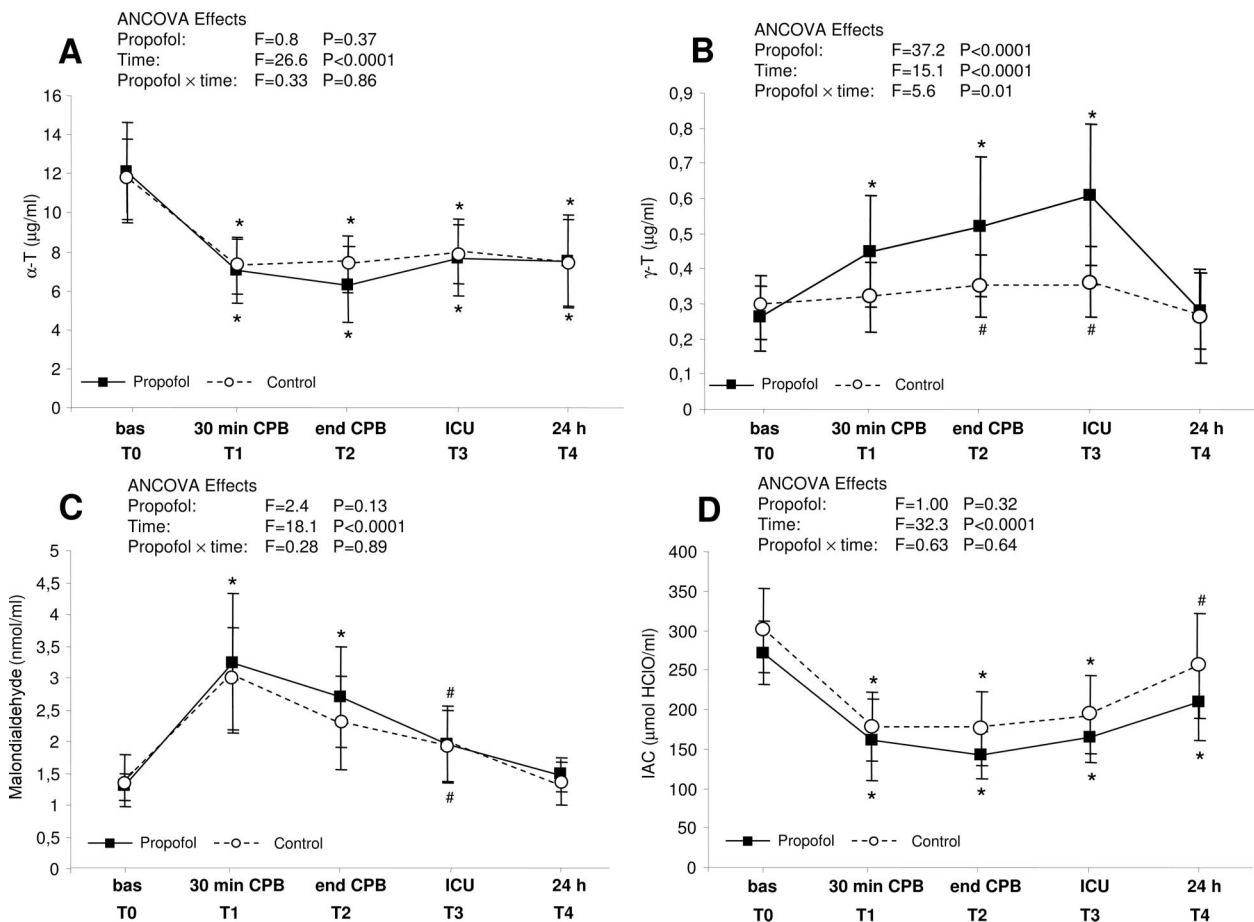 A
ANCOVA Effects
Propofol: F=0.8 P=0.37
Time: F=26.6 P<0.0001
Propofol × time: F=0.33 P=0.86
16
14
12
10
8
6
4
2
0
α-T (µg/ml)
*
*
*
*
*
*
*
*
Propofol
Control
bas
30 min CPB
end CPB
ICU
24 h
T0
T1
T2
T3
T4
B
ANCOVA Effects
Propofol: F=37.2 P<0.0001
Time: F=15.1 P<0.0001
Propofol × time: F=5.6 P=0.01
0,9
0,8
0,7
0,6
0,5
0,4
0,3
0,2
0,1
0
γ-T (µg/ml)
*
*
*
#
#
Propofol
Control
bas
30 min CPB
end CPB
ICU
24 h
T0
T1
T2
T3
T4
C
ANCOVA Effects
Propofol: F=2.4 P=0.13
Time: F=18.1 P<0.0001
Propofol × time: F=0.28 P=0.89
5
4,5
4
3,5
3
2,5
2
1,5
1
0,5
0
Malondialdehyde (nmol/ml)
*
*
#
#
Propofol
Control
bas
30 min CPB
end CPB
ICU
24 h
T0
T1
T2
T3
T4
D
ANCOVA Effects
Propofol: F=1.00 P=0.32
Time: F=32.3 P<0.0001
Propofol × time: F=0.63 P=0.64
400
350
300
250
200
150
100
50
0
IAC (µmol HClO/ml)
*
*
*
#
*
*
*
*
Propofol
Control
bas
30 min CPB
end CPB
ICU
24 h
T0
T1
T2
T3
T4